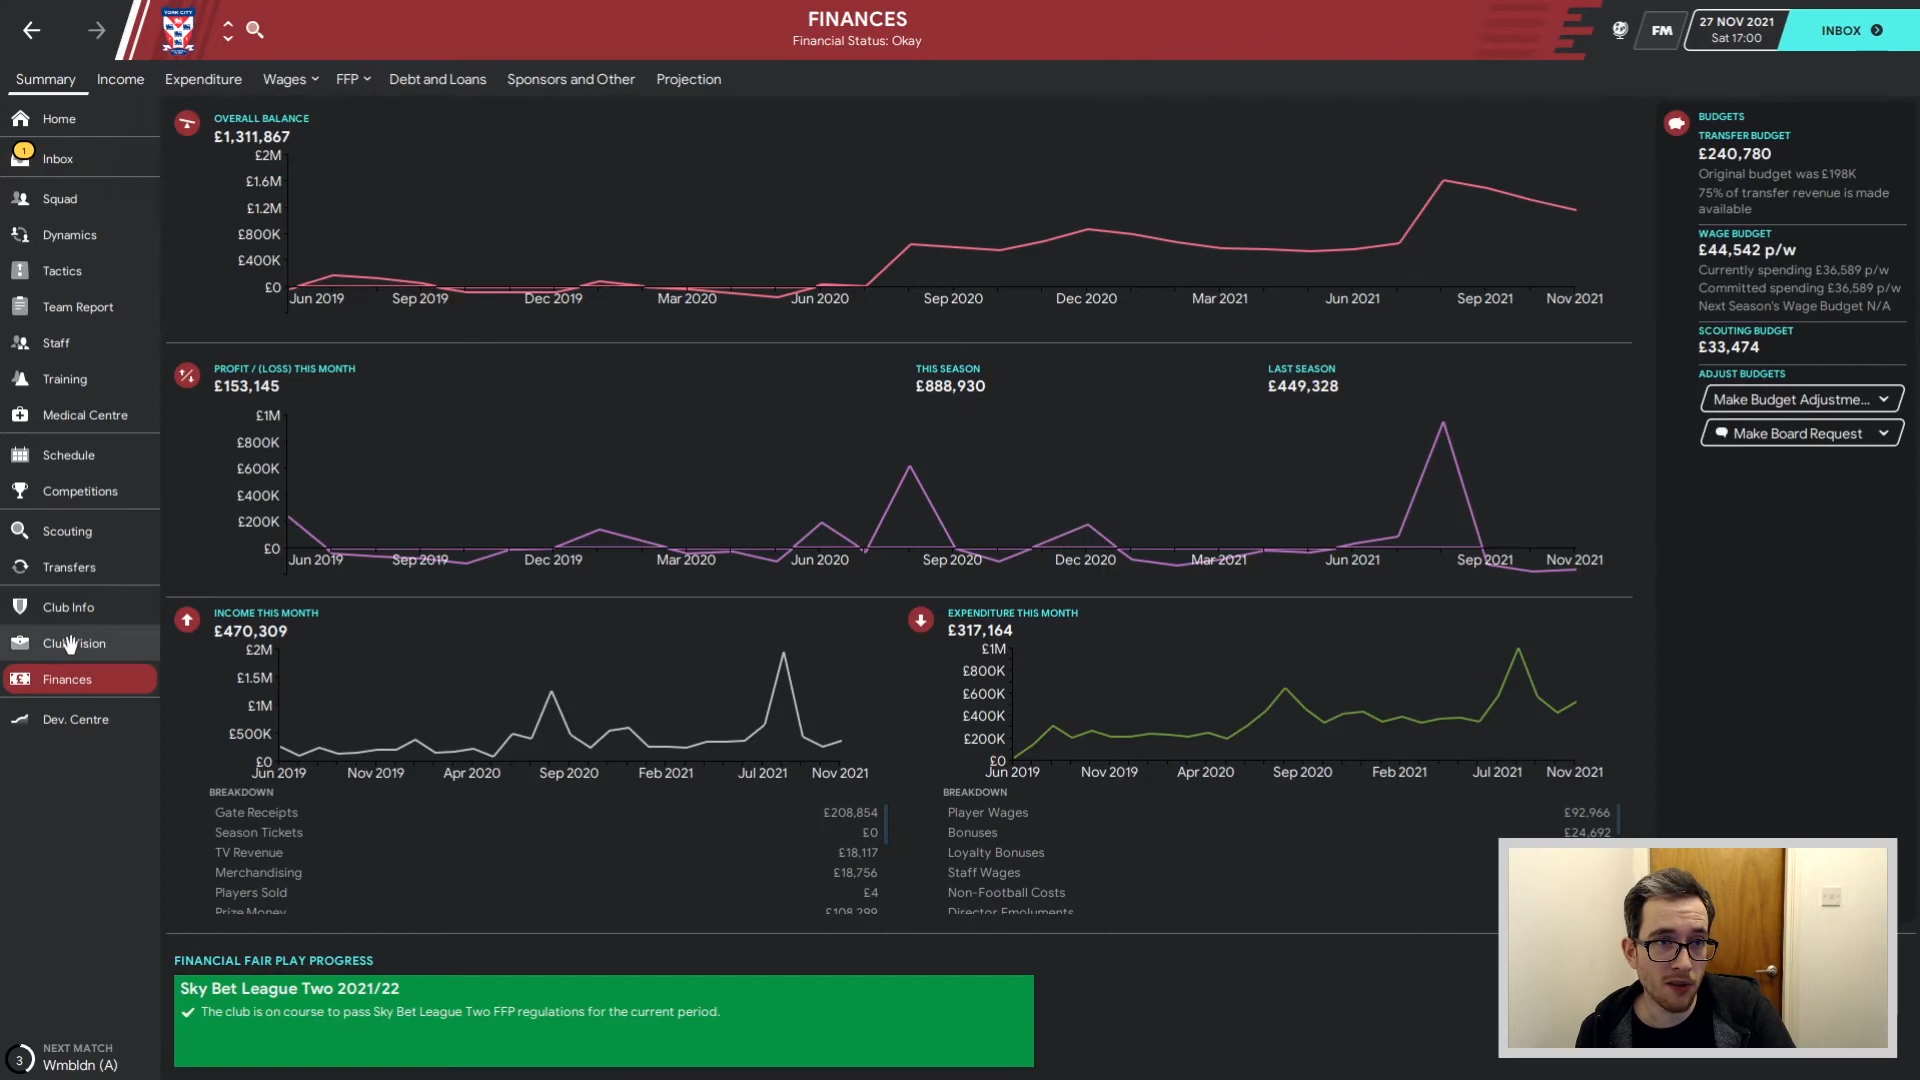 FINANCES
Financial Status: Okay
FM
27 NOV 2021
Sat 17:00
INBOX
Summary
Income
Expenditure
Wages
FFP
Debt and Loans
Sponsors and Other
Projection
Home
1
Inbox
Squad
Dynamics
Tactics
Team Report
Staff
Training
Medical Centre
Schedule
Competitions
Scouting
Transfers
Club Info
Finances
Dev. Centre
3
NEXT MATCH
Wmbldn (A)
OVERALL BALANCE
£1,311,867
£2M
£1.6M
£1.2M
£800K
£400K
£0
Jun 2019 Sep 2019 Dec 2019 Mar 2020 Jun 2020 Sep 2020 Dec 2020 Mar 2021 Jun 2021 Sep 2021 Nov 2021
PROFIT / (LOSS) THIS MONTH
£153,145
THIS SEASON
£888,930
LAST SEASON
£449,328
£1M
£800K
£600K
£400K
£200K
£0
Jun 2019 Sep 2019 Dec 2019 Mar 2020 Jun 2020 Sep 2020 Dec 2020 Mar 2021 Jun 2021 Sep 2021 Nov 2021
INCOME THIS MONTH
£470,309
£2M
£1.5M
£1M
£500K
£0
Jun 2019 Nov 2019 Apr 2020 Sep 2020 Feb 2021 Jul 2021 Nov 2021
BREAKDOWN
Gate Receipts £208,854
Season Tickets £0
TV Revenue £18,117
Merchandising £18,756
Players Sold £4
Prize Money £108,299
EXPENDITURE THIS MONTH
£317,164
£1M
£800K
£600K
£400K
£200K
£0
Jun 2019 Nov 2019 Apr 2020 Sep 2020 Feb 2021 Jul 2021 Nov 2021
BREAKDOWN
Player Wages £92,966
Bonuses £24,692
Loyalty Bonuses
Staff Wages
Non-Football Costs
Director Emoluments
FINANCIAL FAIR PLAY PROGRESS
Sky Bet League Two 2021/22
The club is on course to pass Sky Bet League Two FFP regulations for the current period.
BUDGETS
TRANSFER BUDGET
£240,780
Original budget was £198K
75% of transfer revenue is made
available
WAGE BUDGET
£44,542 p/w
Currently spending £36,589 p/w
Committed spending £36,589 p/w
Next Season's Wage Budget N/A
SCOUTING BUDGET
£33,474
ADJUST BUDGETS
Make Budget Adjustme...
Make Board Request